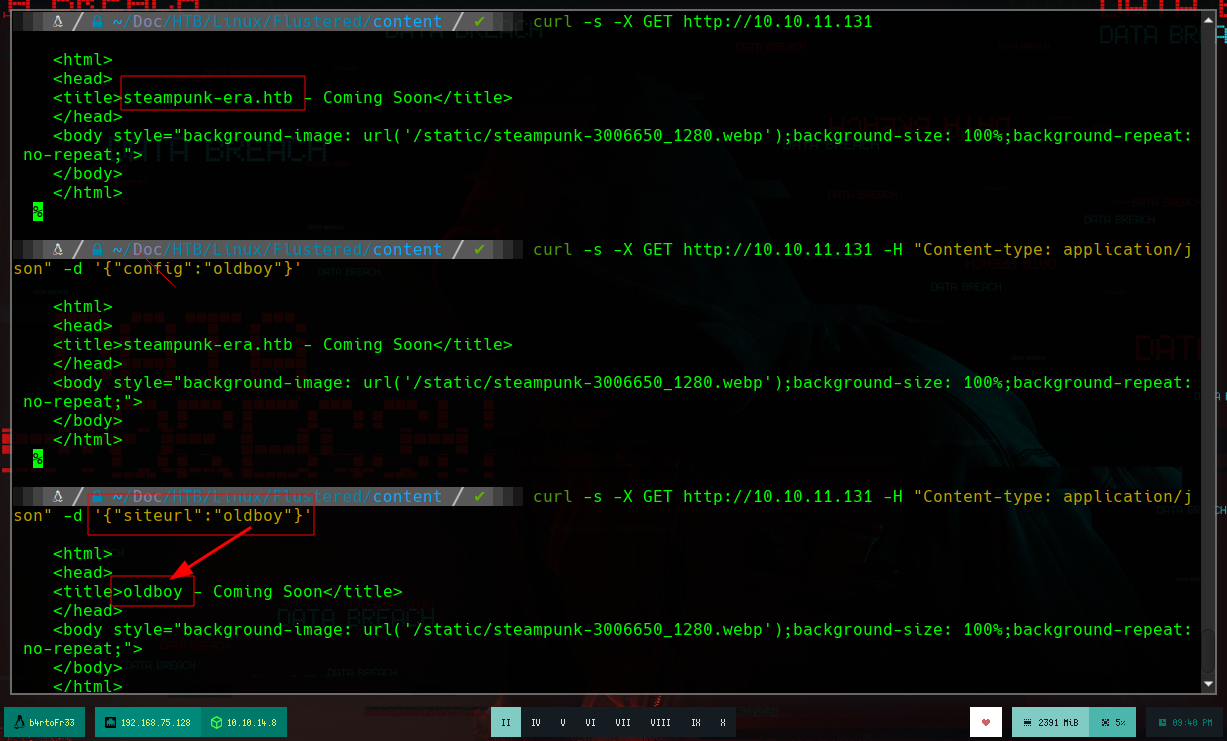 ~/Doc/HTB/Linux/Flustered/content / ✔ curl -s -X GET http://10.10.11.131
<html>
<head>
<title>steampunk-era.htb - Coming Soon</title>
</head>
<body style="background-image: url('/static/steampunk-3006650_1280.webp');background-size: 100%;background-repeat:
no-repeat;">
</body>
</html>
%
~/Doc/HTB/Linux/Flustered/content / ✔ curl -s -X GET http://10.10.11.131 -H "Content-type: application/j
son" -d '{"config":"oldboy"}'
<html>
<head>
<title>steampunk-era.htb - Coming Soon</title>
</head>
<body style="background-image: url('/static/steampunk-3006650_1280.webp');background-size: 100%;background-repeat:
no-repeat;">
</body>
</html>
%
~/Doc/HTB/Linux/Flustered/content / ✔ curl -s -X GET http://10.10.11.131 -H "Content-type: application/j
son" -d '{"siteurl":"oldboy"}'
<html>
<head>
<title>oldboy - Coming Soon</title>
</head>
<body style="background-image: url('/static/steampunk-3006650_1280.webp');background-size: 100%;background-repeat:
no-repeat;">
</body>
</html>
b4rtoFr33 192.168.75.128 10.10.14.8 II IV V VI VII VIII IX X 2391 MiB 5% 09:40 PM